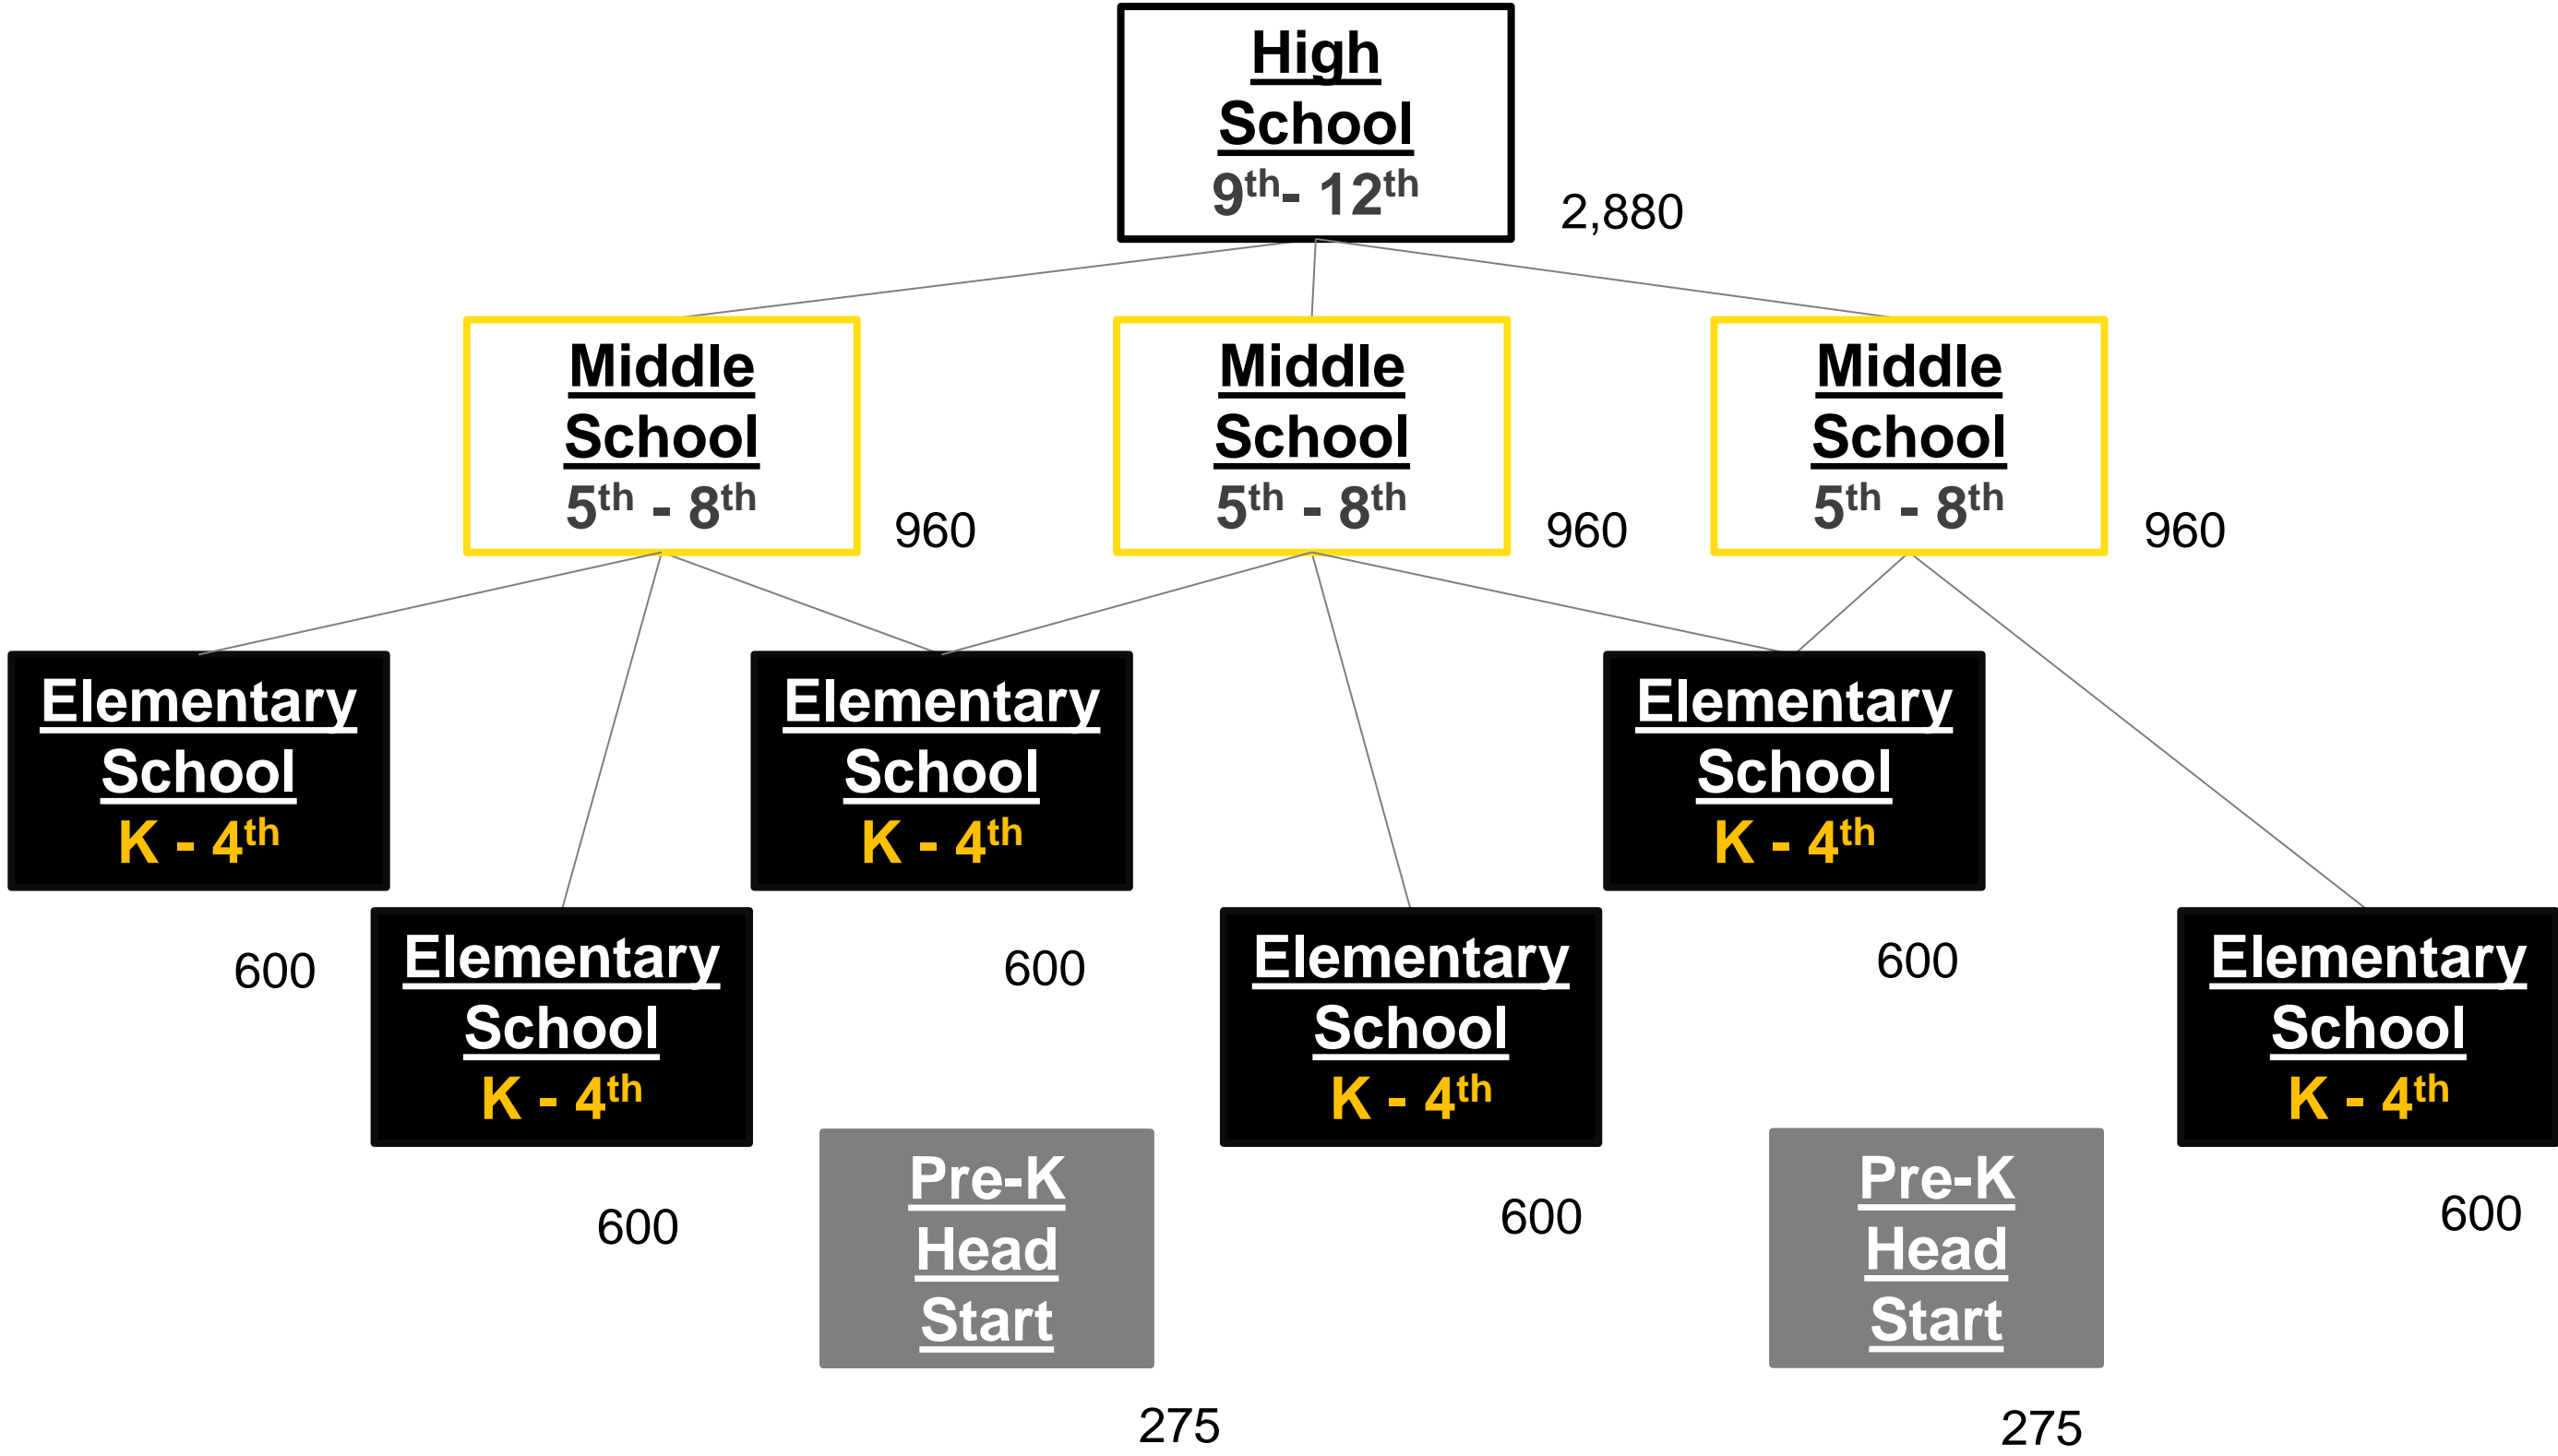 High
School
9th- 12th
2,880
Middle
School
5th - 8th
960
Middle
School
5th - 8th
960
Middle
School
5th - 8th
960
Elementary
School
K - 4th
600
Elementary
School
K - 4th
600
Elementary
School
K - 4th
600
Elementary
School
K - 4th
600
Elementary
School
K - 4th
600
Elementary
School
K - 4th
600
Pre-K
Head
Start
275
Pre-K
Head
Start
275